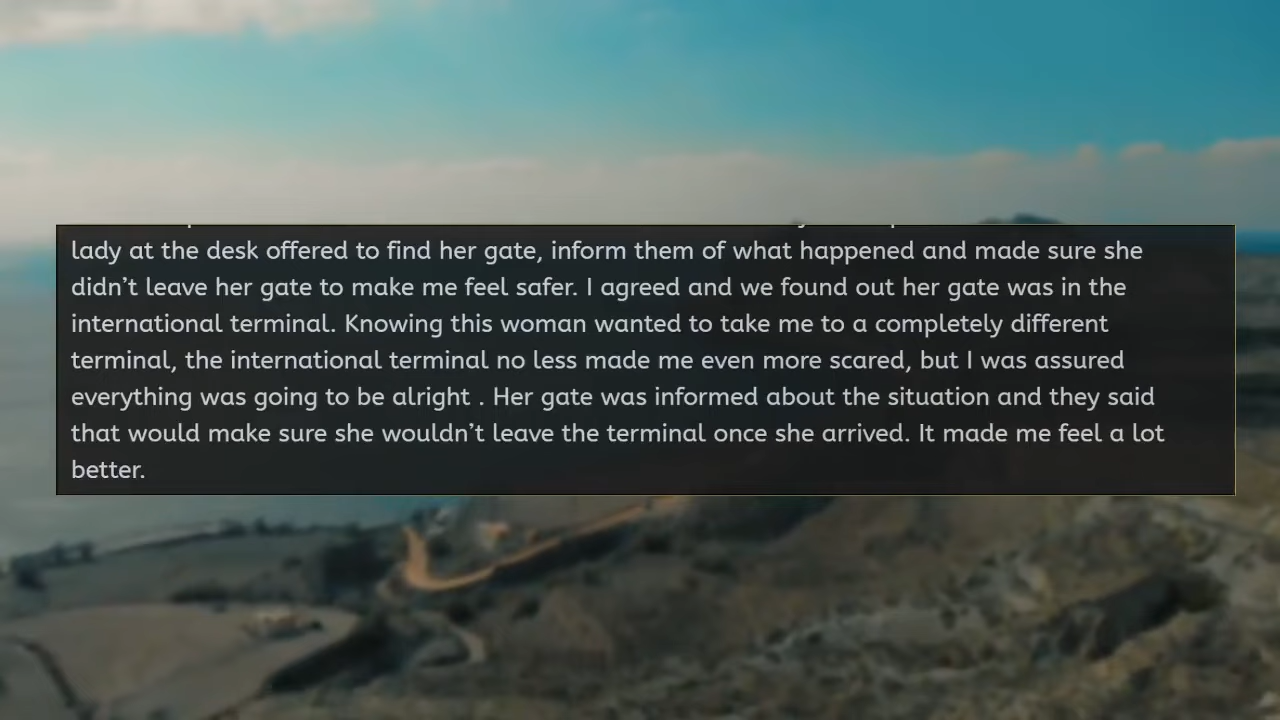 lady at the desk offered to find her gate, inform them of what happened and made sure she
didn’t leave her gate to make me feel safer. I agreed and we found out her gate was in the
international terminal. Knowing this woman wanted to take me to a completely different
terminal, the international terminal no less made me even more scared, but I was assured
everything was going to be alright . Her gate was informed about the situation and they said
that would make sure she wouldn’t leave the terminal once she arrived. It made me feel a lot
better.